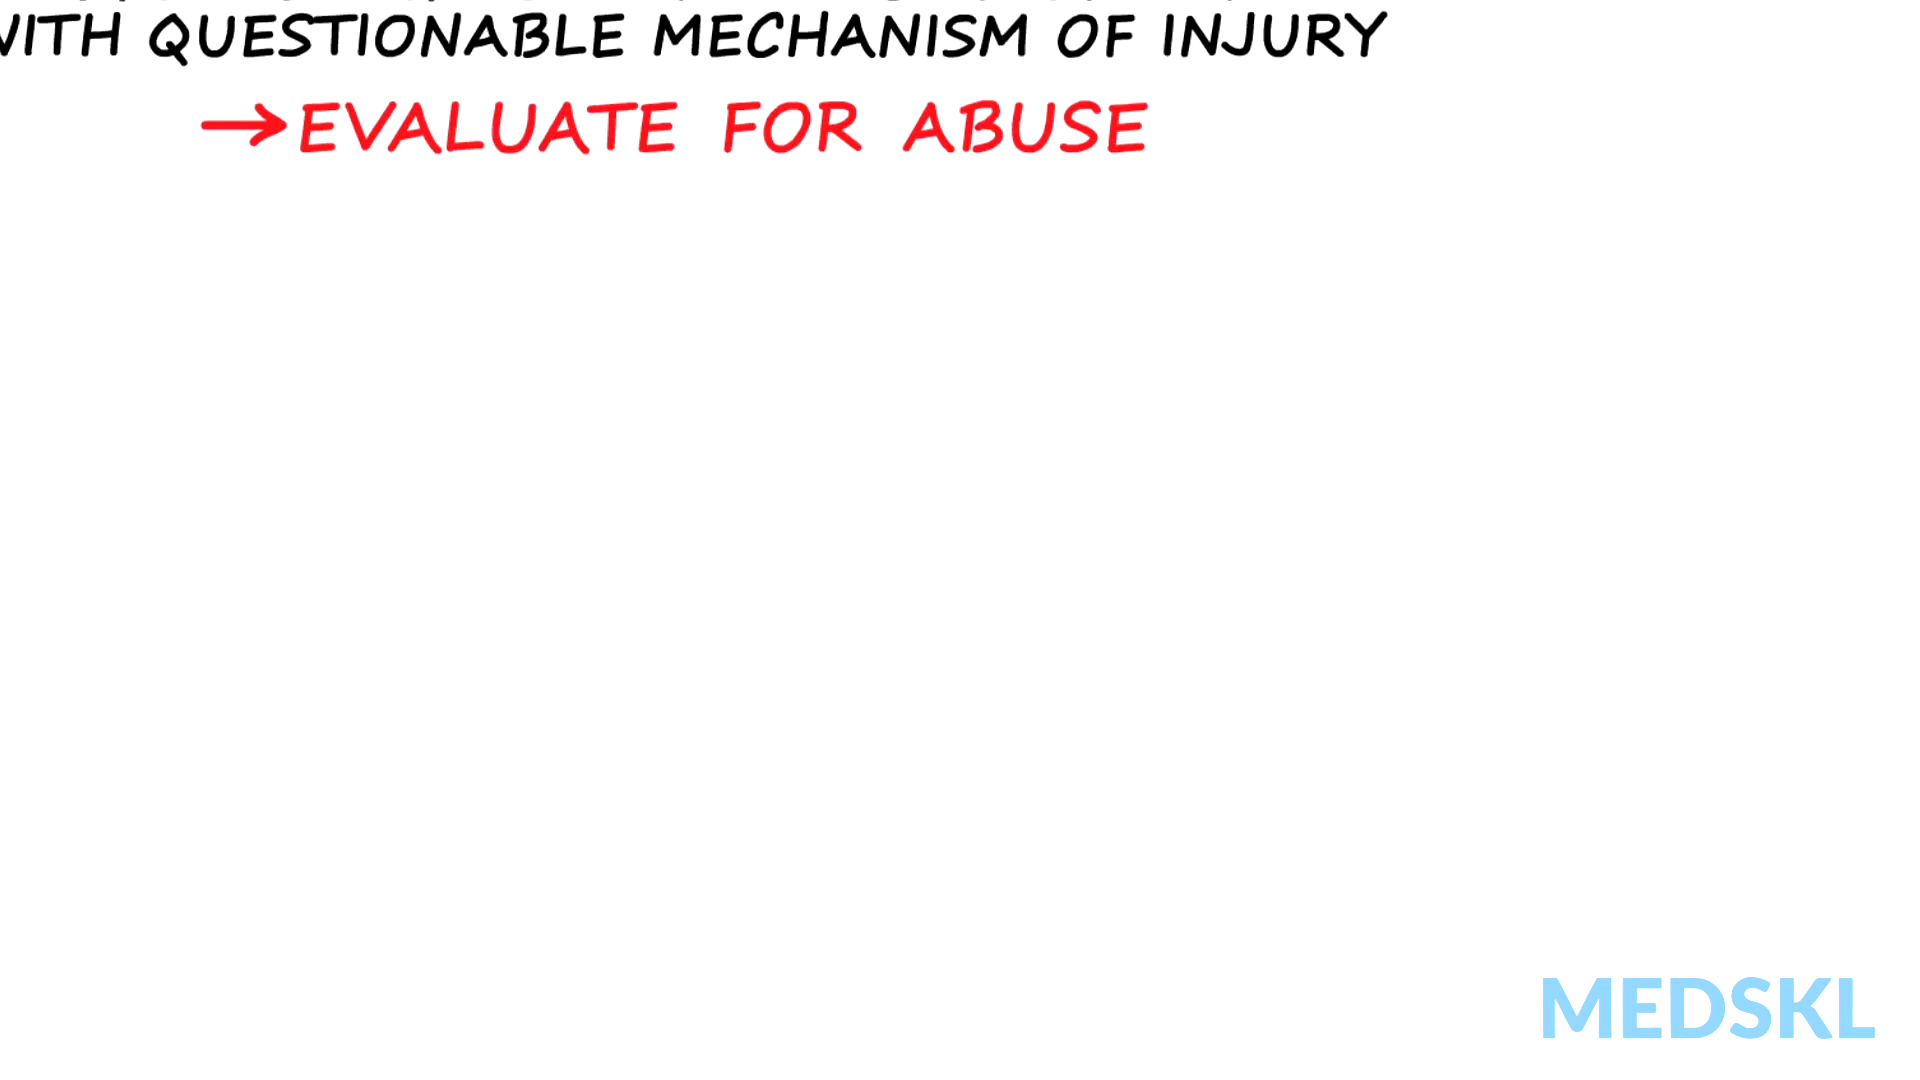 WITH QUESTIONABLE MECHANISM OF INJURY
→EVALUATE FOR ABUSE
MEDSKL